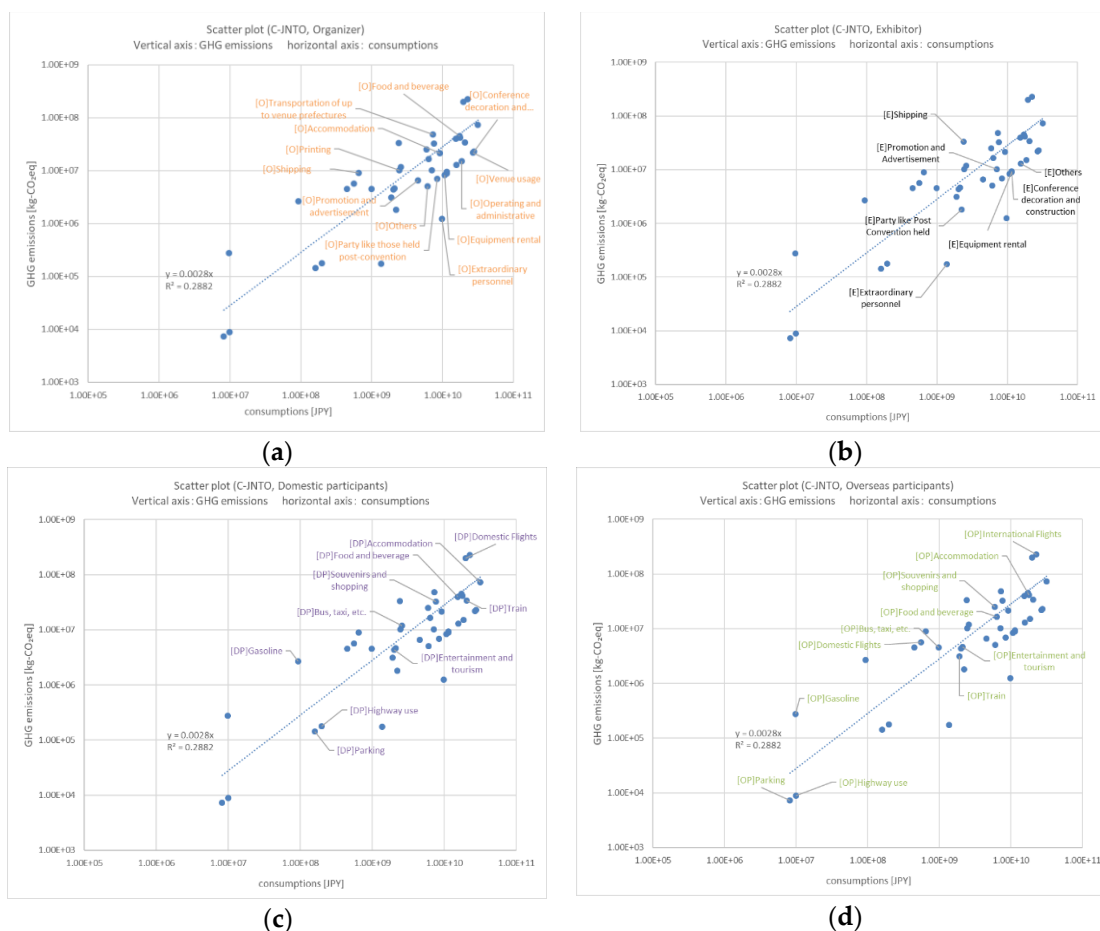 Scatter plot (C-JNTO, Organizer)
Vertical axis : GHG emissions horizontal axis : consumptions
GHG emissions [kg-CO₂eq]
1.00E+09
1.00E+08
1.00E+07
1.00E+06
1.00E+05
1.00E+04
1.00E+03
[O]Food and beverage
[O]Conference
decoration and...
[O]Transportation of up
to venue prefectures
[O]Accommodation
[O]Printing
[O]Shipping
[O]Venue usage
[O]Promotion and
advertisement
[O]Operating and
administrative
[O]Others
[O]Party like those held
post-convention
[O]Equipment rental
[O]Extraordinary
personnel
y = 0.0028x
R² = 0.2882
1.00E+05 1.00E+06 1.00E+07 1.00E+08 1.00E+09 1.00E+10 1.00E+11
consumptions [JPY]
(a)
Scatter plot (C-JNTO, Exhibitor)
Vertical axis : GHG emissions horizontal axis : consumptions
GHG emissions [kg-CO₂eq]
1.00E+09
1.00E+08
1.00E+07
1.00E+06
1.00E+05
1.00E+04
1.00E+03
[E]Shipping
[E]Promotion and
Advertisement
[E]Others
[E]Conference
decoration and
construction
[E]Party like Post
Convention held
[E]Equipment rental
[E]Extraordinary
personnel
y = 0.0028x
R² = 0.2882
1.00E+05 1.00E+06 1.00E+07 1.00E+08 1.00E+09 1.00E+10 1.00E+11
consumptions [JPY]
(b)
Scatter plot (C-JNTO, Domestic participants)
Vertical axis : GHG emissions horizontal axis : consumptions
GHG emissions [kg-CO₂eq]
1.00E+09
1.00E+08
1.00E+07
1.00E+06
1.00E+05
1.00E+04
1.00E+03
[DP]Accommodation
[DP]Domestic Flights
[DP]Food and beverage
[DP]Souvenirs and
shopping
[DP]Train
[DP]Bus, taxi, etc.
[DP]Gasoline
[DP]Entertainment and
tourism
[DP]Highway use
[DP]Parking
y = 0.0028x
R² = 0.2882
1.00E+05 1.00E+06 1.00E+07 1.00E+08 1.00E+09 1.00E+10 1.00E+11
consumptions [JPY]
(c)
Scatter plot (C-JNTO, Overseas participants)
Vertical axis : GHG emissions horizontal axis : consumptions
GHG emissions [kg-CO₂eq]
1.00E+09
1.00E+08
1.00E+07
1.00E+06
1.00E+05
1.00E+04
1.00E+03
[OP]International Flights
[OP]Accommodation
[OP]Souvenirs and
shopping
[OP]Food and beverage
[OP]Bus, taxi, etc.
[OP]Domestic Flights
[OP]Entertainment and
tourism
[OP]Train
[OP]Gasoline
[OP]Parking
[OP]Highway use
y = 0.0028x
R² = 0.2882
1.00E+05 1.00E+06 1.00E+07 1.00E+08 1.00E+09 1.00E+10 1.00E+11
consumptions [JPY]
(d)